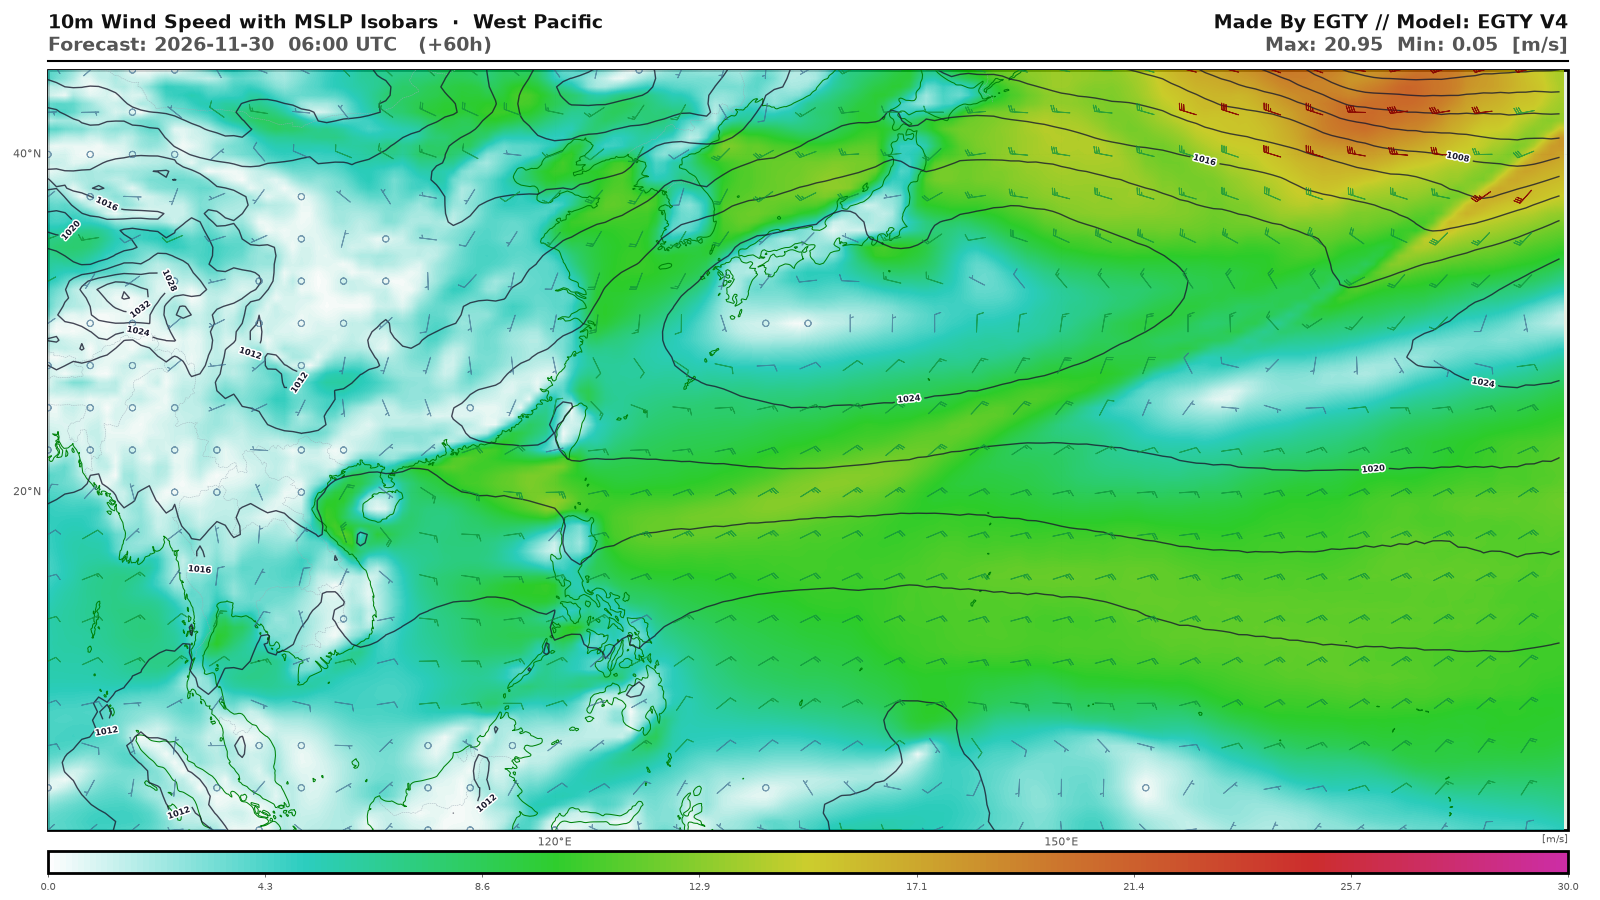 10m Wind Speed with MSLP Isobars · West Pacific
Made By EGTY // Model: EGTY V4
Forecast: 2026-11-30 06:00 UTC (+60h)
Max: 20.95 Min: 0.05 [m/s]
40°N
20°N
1016
1008
1016
1020
1028
1032
1024
1012
1012
1024
1024
1020
1016
1012
1012
1012
120°E
150°E
[m/s]
0.0 4.3 8.6 12.9 17.1 21.4 25.7 30.0